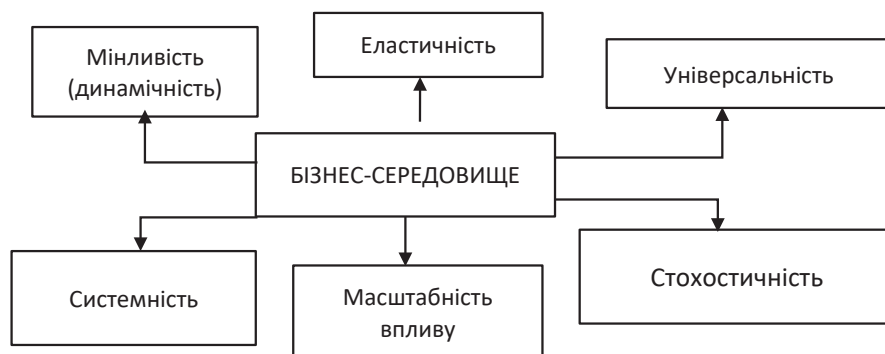 Мінливість
(динамічність)
Еластичність
Універсальність
БІЗНЕС-СЕРЕДОВИЩЕ
Системність
Масштабність
впливу
Стохостичність